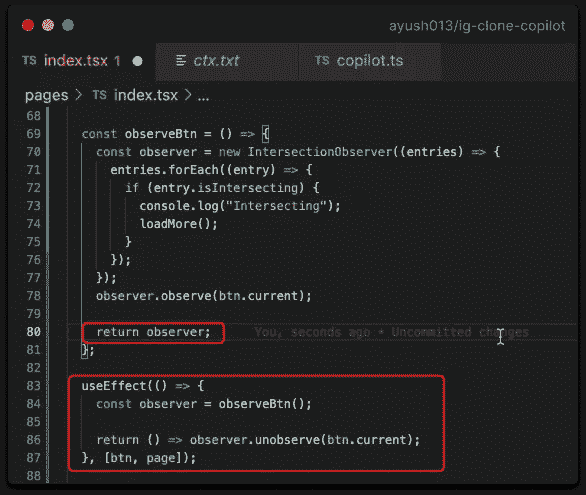 ayush013/ig-clone-copilot
TS index.tsx 1
ctx.txt
TS copilot.ts
pages > TS index.tsx > ...
68
69 const observeBtn = () => {
70 const observer = new IntersectionObserver((entries) => {
71 entries.forEach((entry) => {
72 if (entry.isIntersecting) {
73 console.log("Intersecting");
74 loadMore();
75 }
76 });
77 });
78 observer.observe(btn.current);
79
80 return observer; You, seconds ago • Uncommitted changes
81 };
82
83 useEffect(() => {
84 const observer = observeBtn();
85
86 return () => observer.unobserve(btn.current);
87 }, [btn, page]);
88